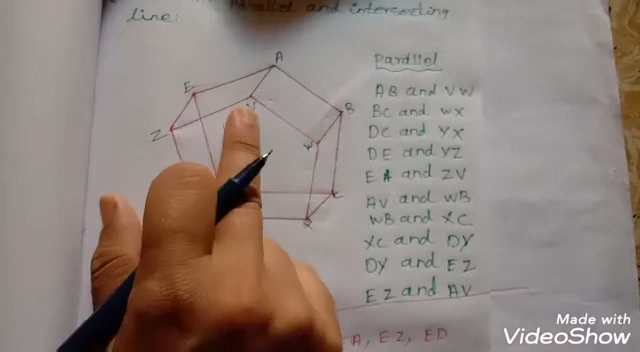 parallel and intersecting
line:
Parallel
AB and VW
BC and WX
DC and YX
DE and YZ
EA and ZV
AV and WB
WB and XC
XC and DY
DY and EZ
EZ and AV
A, EZ, ED
A
E
B
Z
W
Made with
VideoShow